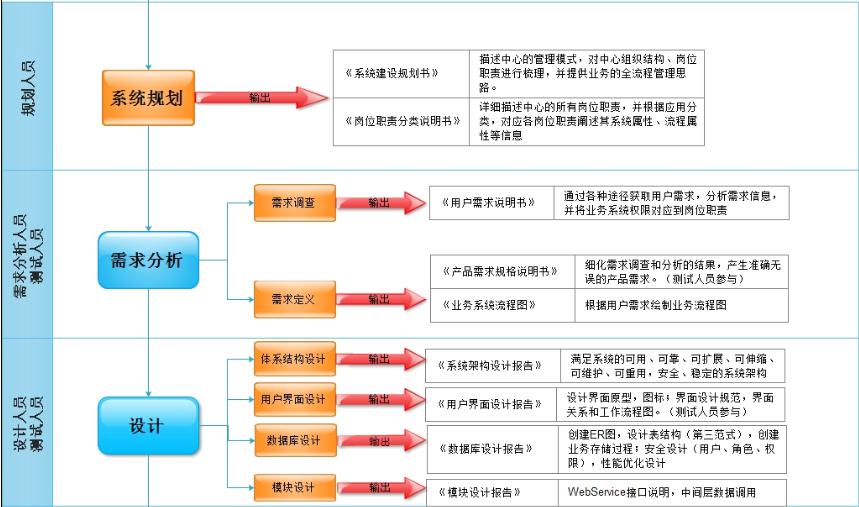 规划人员
系统规划
输出
《系统建设规划书》
描述中心的管理模式，对中心组织结构、岗位
职责进行梳理，并提供业务的全流程管理思
路。
《岗位职责分类说明书》
详细描述中心的所有岗位职责，并根据应用分
类，对应各岗位职责阐述其系统属性、流程属
性等信息
需求分析人员
测试人员
需求分析
需求调查
输出
《用户需求说明书》
通过各种途径获取用户需求，分析需求信息，
并将业务系统权限对应到岗位职责
需求定义
输出
《产品需求规格说明书》
细化需求调查和分析的结果，产生准确无
误的产品需求。（测试人员参与）
《业务系统流程图》
根据用户需求绘制业务流程图
设计人员
测试人员
设计
体系结构设计
输出
《系统架构设计报告》
满足系统的可用、可靠、可扩展、可伸缩、
可维护、可重用，安全、稳定的系统架构
用户界面设计
输出
《用户界面设计报告》
设计界面原型，图标；界面设计规范，界面
关系和工作流程图。（测试人员参与）
数据库设计
输出
《数据库设计报告》
创建ER图，设计表结构（第三范式），创建
业务存储过程；安全设计（用户、角色、权
限），性能优化设计
模块设计
输出
《模块设计报告》
WebService接口说明，中间层数据调用